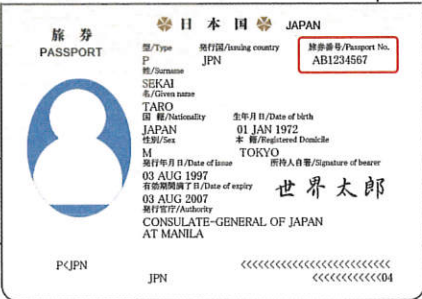 旅券
PASSPORT
日本国 JAPAN
型/Type 発行国/Issuing country 旅券番号/Passport No.
P JPN AB1234567
姓/Surname
SEKAI
名/Given name
TARO
国籍/Nationality 生年月日/Date of birth
JAPAN 01 JAN 1972
性別/Sex 本籍/Registered Domicile
M TOKYO
発行年月日/Date of issue 所持人自署/Signature of bearer
03 AUG 1997
有効期間満了日/Date of expiry 世界太郎
03 AUG 2007
発行官庁/Authority
CONSULATE-GENERAL OF JAPAN
AT MANILA
P<JPN <<<<<<<<<<<<<<<<<<<<<<<<<<
JPN <<<<<<<<<<<<04